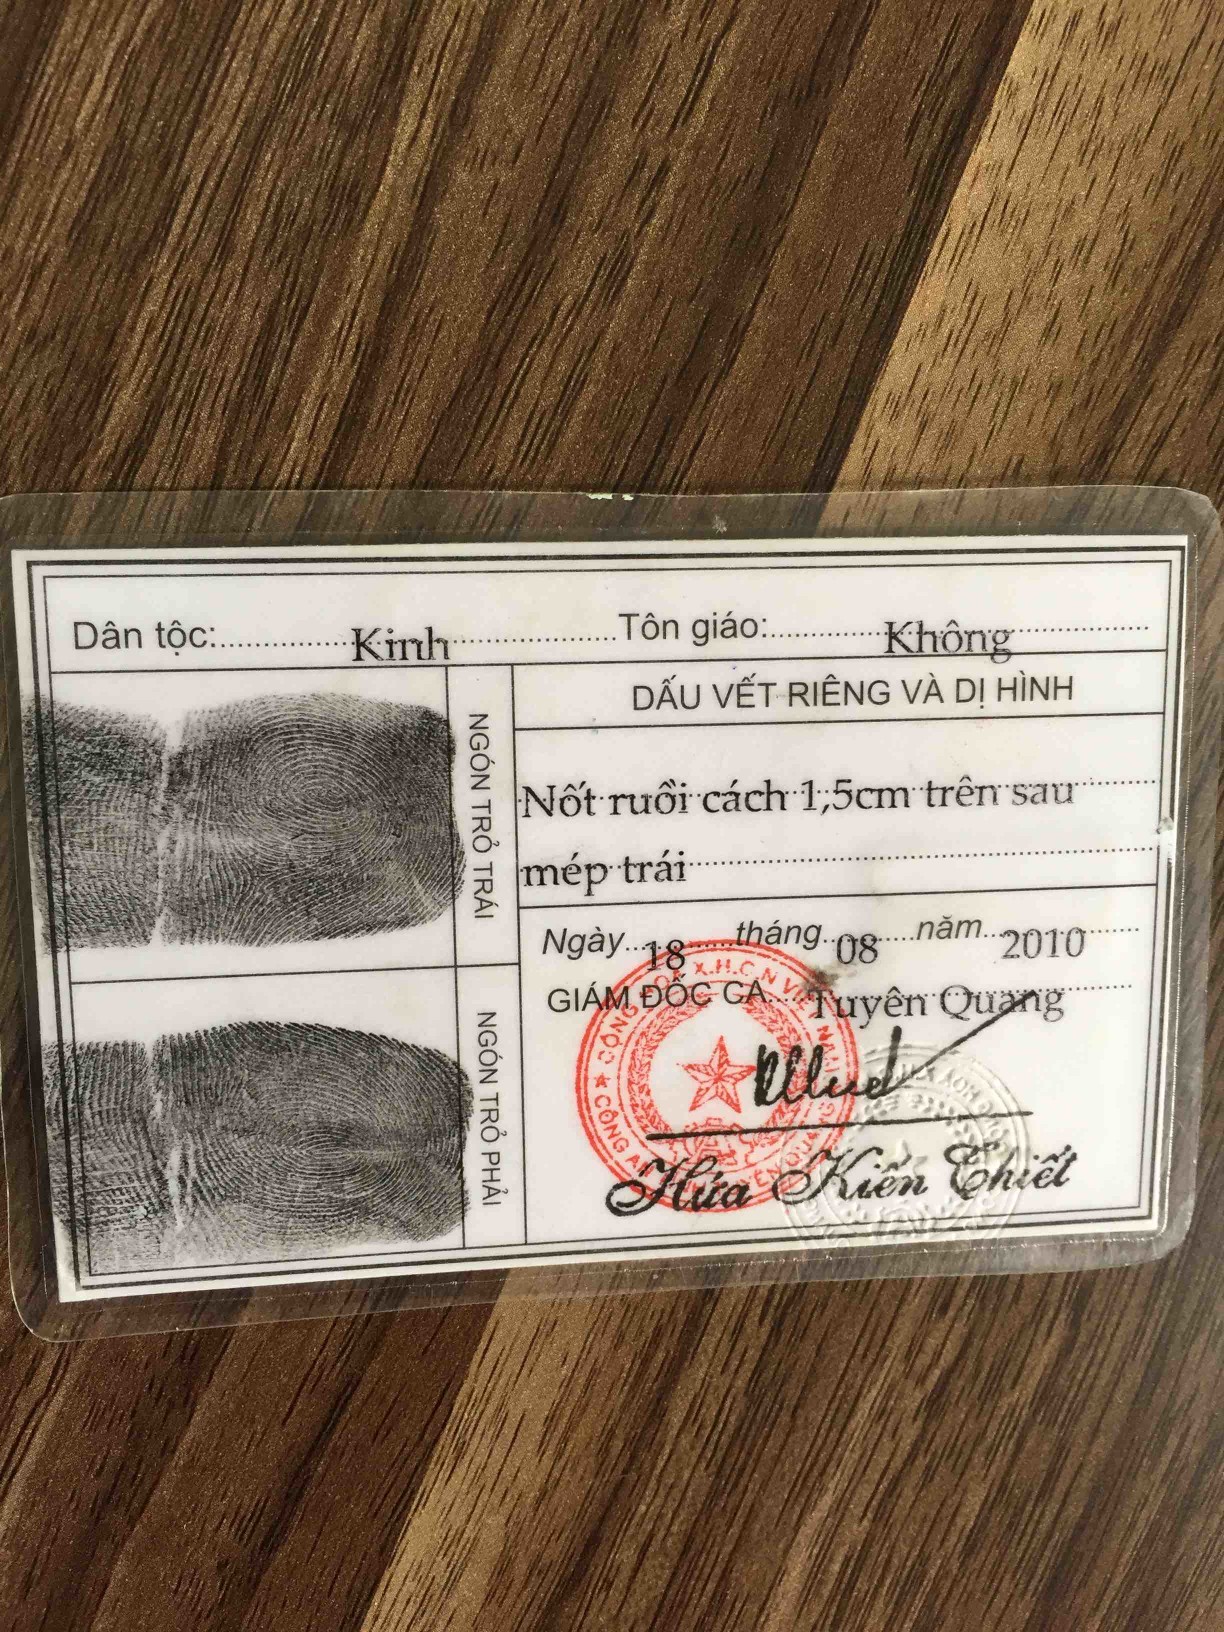 Dân tộc: Kinh Tôn giáo: Không
DẤU VẾT RIÊNG VÀ DỊ HÌNH
NGÓN TRỎ TRÁI
Nốt ruồi cách 1,5cm trên sau
mép trái
Ngày 18 tháng 08 năm 2010
GIÁM ĐỐC CA Tuyên Quang
NGÓN TRỎ PHẢI
Hứa Kiến Thiết